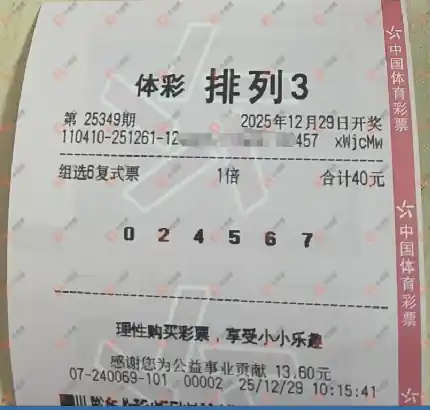 体彩 排列3
第 25349期 2025年12月29日开奖
110410-251261-12 457 xWjcMw
组选6复式票 1倍 合计40元
0 2 4 5 6 7
理性购买彩票，享受小小乐趣
感谢您为公益事业贡献 13.60元
07-240069-101 00002 25/12/29 10:15:41
中国体育彩票
中国体育彩票